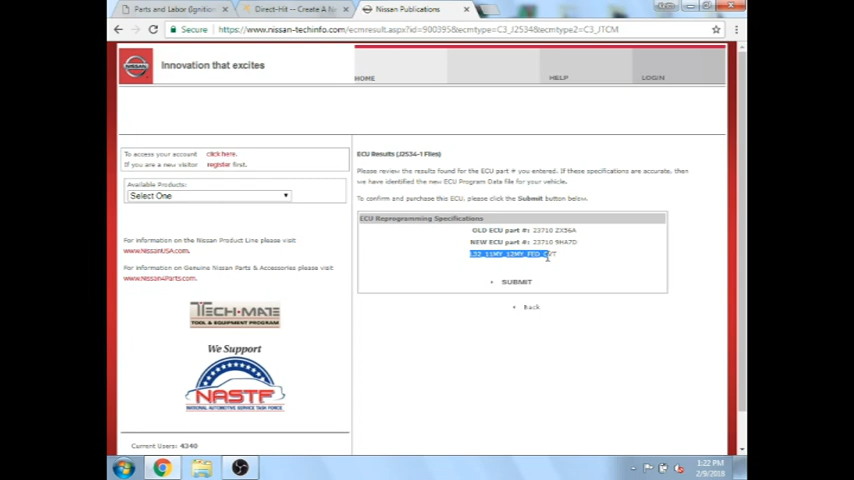 Parts and Labor (Ignition
Direct-Hit -- Create A Ne
Nissan Publications
Secure
https://www.nissan-techinfo.com/ecmresult.aspx?id=900395&ecmtype=C3_J2534&ecmtype2=C3_JTCM
NISSAN
Innovation that excites
HOME
HELP
LOGIN
To access your account click here.
If you are a new visitor register first.
Available Products:
Select One
For information on the Nissan Product Line please visit
www.NissanUSA.com.
For information on Genuine Nissan Parts & Accessories please visit
www.Nissan4Parts.com.
TECH-MATE
TOOL & EQUIPMENT PROGRAM
We Support
NASTF
NATIONAL AUTOMOTIVE SERVICE TASK FORCE
Current Users: 4340
ECU Results (J2534-1 Files)
Please review the results found for the ECU part # you entered. If these specifications are accurate, then
we have identified the new ECU Program Data file for your vehicle.
To confirm and purchase this ECU, please click the Submit button below.
ECU Reprogramming Specifications
OLD ECU part #: 23710 2X56A
NEW ECU part #: 23710 9HA7D
L32_11MY_12MY_FED_CVT
SUBMIT
Back
1:22 PM
2/9/2018